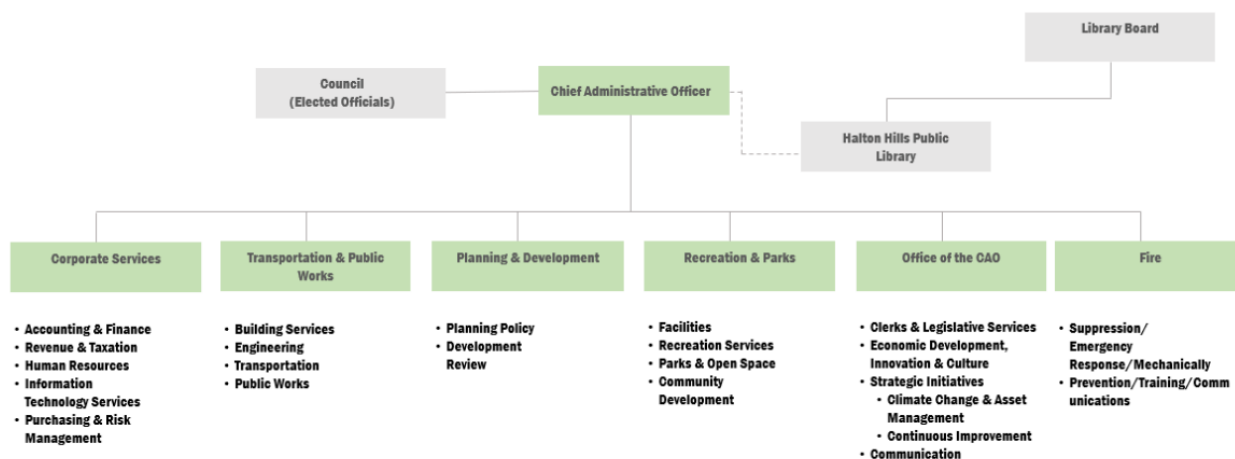 Library Board
Council
(Elected Officials)
Chief Administrative Officer
Halton Hills Public
Library
Corporate Services
Transportation & Public
Works
Planning & Development
Recreation & Parks
Office of the CAO
Fire
• Accounting & Finance
• Revenue & Taxation
• Human Resources
• Information
Technology Services
• Purchasing & Risk
Management
• Building Services
• Engineering
• Transportation
• Public Works
• Planning Policy
• Development
Review
• Facilities
• Recreation Services
• Parks & Open Space
• Community
Development
• Clerks & Legislative Services
• Economic Development,
Innovation & Culture
• Strategic Initiatives
• Climate Change & Asset
Management
• Continuous Improvement
• Communication
• Suppression/
Emergency
Response/Mechanically
• Prevention/Training/Comm
unications